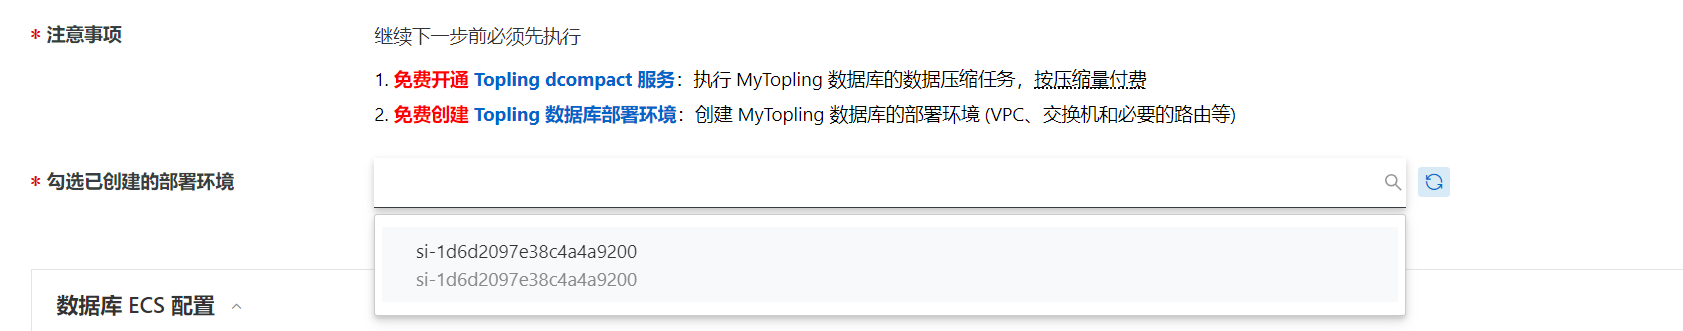 * 注意事项
继续下一步前必须先执行
1. 免费开通 Topling dcompact 服务：执行 MyTopling 数据库的数据压缩任务，按压缩量付费
2. 免费创建 Topling 数据库部署环境：创建 MyTopling 数据库的部署环境 (VPC、交换机和必要的路由等)
* 勾选已创建的部署环境
si-1d6d2097e38c4a4a9200
si-1d6d2097e38c4a4a9200
数据库 ECS 配置